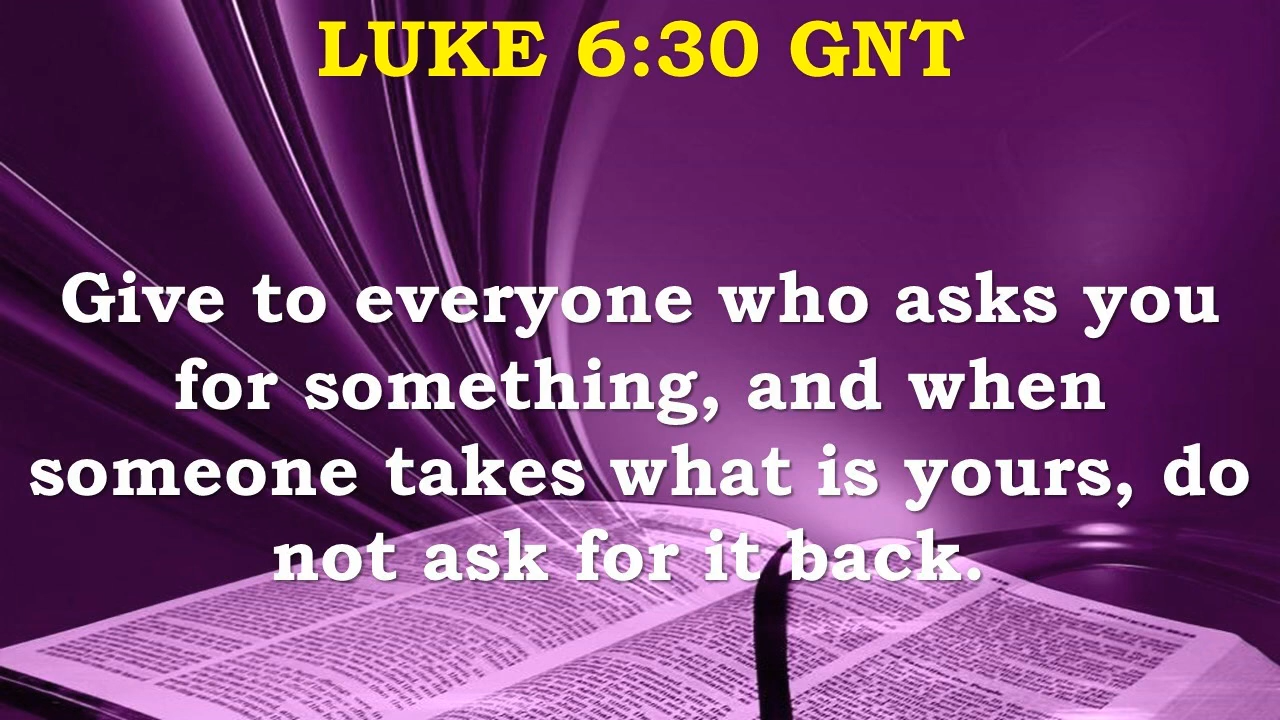 LUKE 6:30 GNT
Give to everyone who asks you
for something, and when
someone takes what is yours, do
not ask for it back.